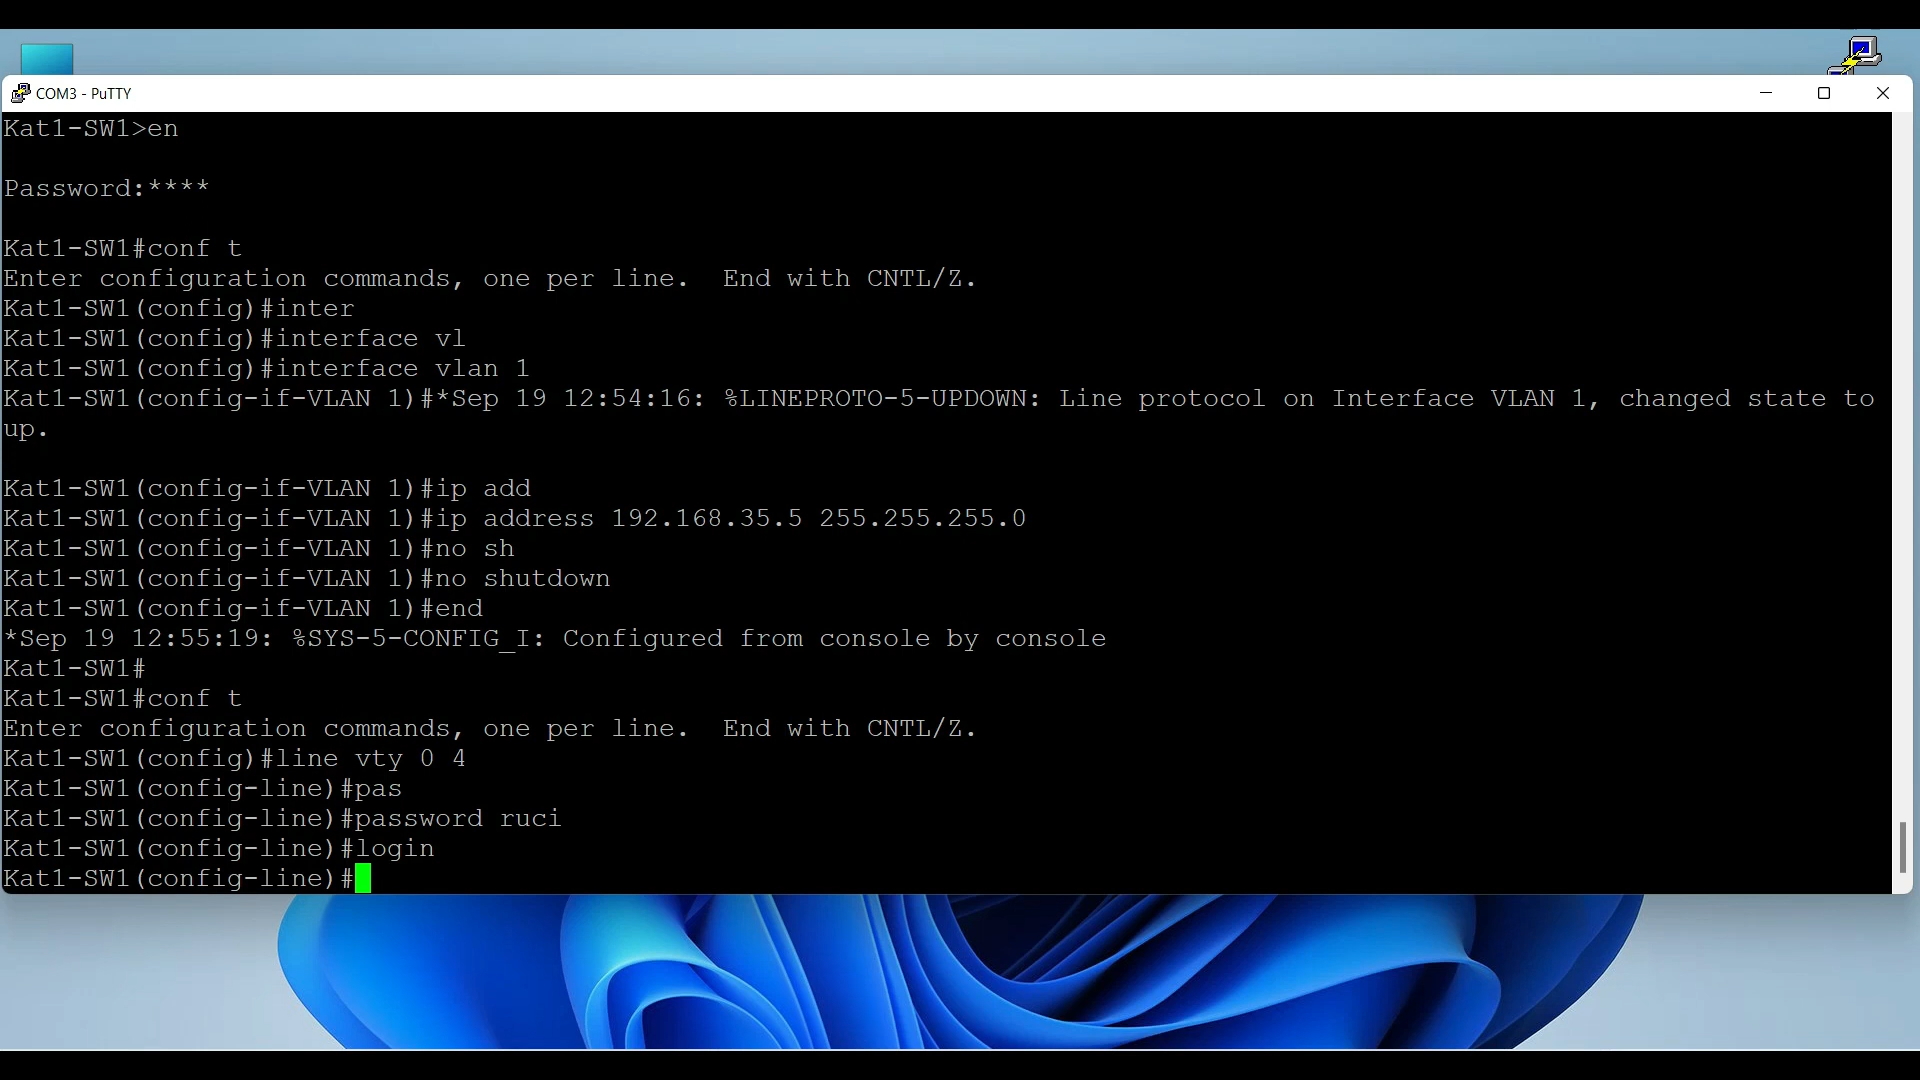 COM3 - PuTTY
Kat1-SW1>en
Password:****
Kat1-SW1#conf t
Enter configuration commands, one per line.  End with CNTL/Z.
Kat1-SW1(config)#inter
Kat1-SW1(config)#interface vl
Kat1-SW1(config)#interface vlan 1
Kat1-SW1(config-if-VLAN 1)#*Sep 19 12:54:16: %LINEPROTO-5-UPDOWN: Line protocol on Interface VLAN 1, changed state to
up.
Kat1-SW1(config-if-VLAN 1)#ip add
Kat1-SW1(config-if-VLAN 1)#ip address 192.168.35.5 255.255.255.0
Kat1-SW1(config-if-VLAN 1)#no sh
Kat1-SW1(config-if-VLAN 1)#no shutdown
Kat1-SW1(config-if-VLAN 1)#end
*Sep 19 12:55:19: %SYS-5-CONFIG_I: Configured from console by console
Kat1-SW1#
Kat1-SW1#conf t
Enter configuration commands, one per line.  End with CNTL/Z.
Kat1-SW1(config)#line vty 0 4
Kat1-SW1(config-line)#pas
Kat1-SW1(config-line)#password ruci
Kat1-SW1(config-line)#login
Kat1-SW1(config-line)#